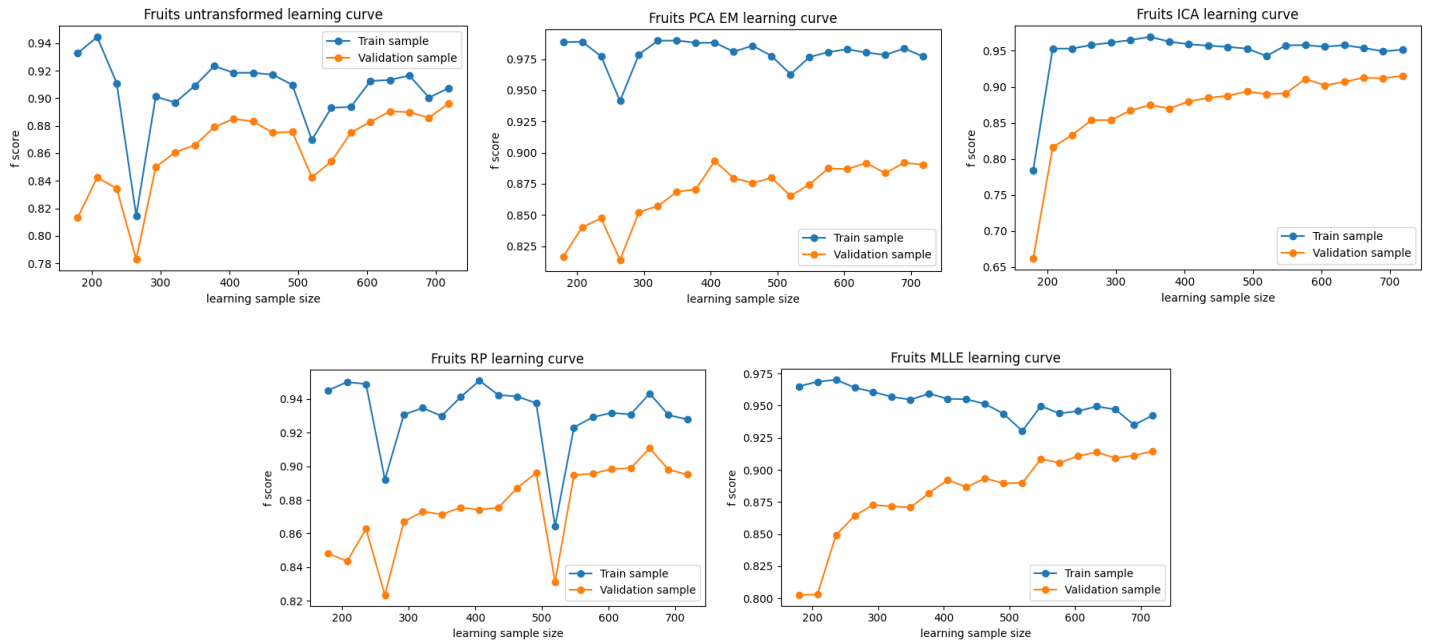 Fruits untransformed learning curve
f score
0.94
0.92
0.90
0.88
0.86
0.84
0.82
0.80
0.78
Train sample
Validation sample
200 300 400 500 600 700
learning sample size
Fruits PCA EM learning curve
f score
0.975
0.950
0.925
0.900
0.875
0.850
0.825
Train sample
Validation sample
200 300 400 500 600 700
learning sample size
Fruits ICA learning curve
f score
0.95
0.90
0.85
0.80
0.75
0.70
0.65
Train sample
Validation sample
200 300 400 500 600 700
learning sample size
Fruits RP learning curve
f score
0.94
0.92
0.90
0.88
0.86
0.84
0.82
Train sample
Validation sample
200 300 400 500 600 700
learning sample size
Fruits MLLE learning curve
f score
0.975
0.950
0.925
0.900
0.875
0.850
0.825
0.800
Train sample
Validation sample
200 300 400 500 600 700
learning sample size